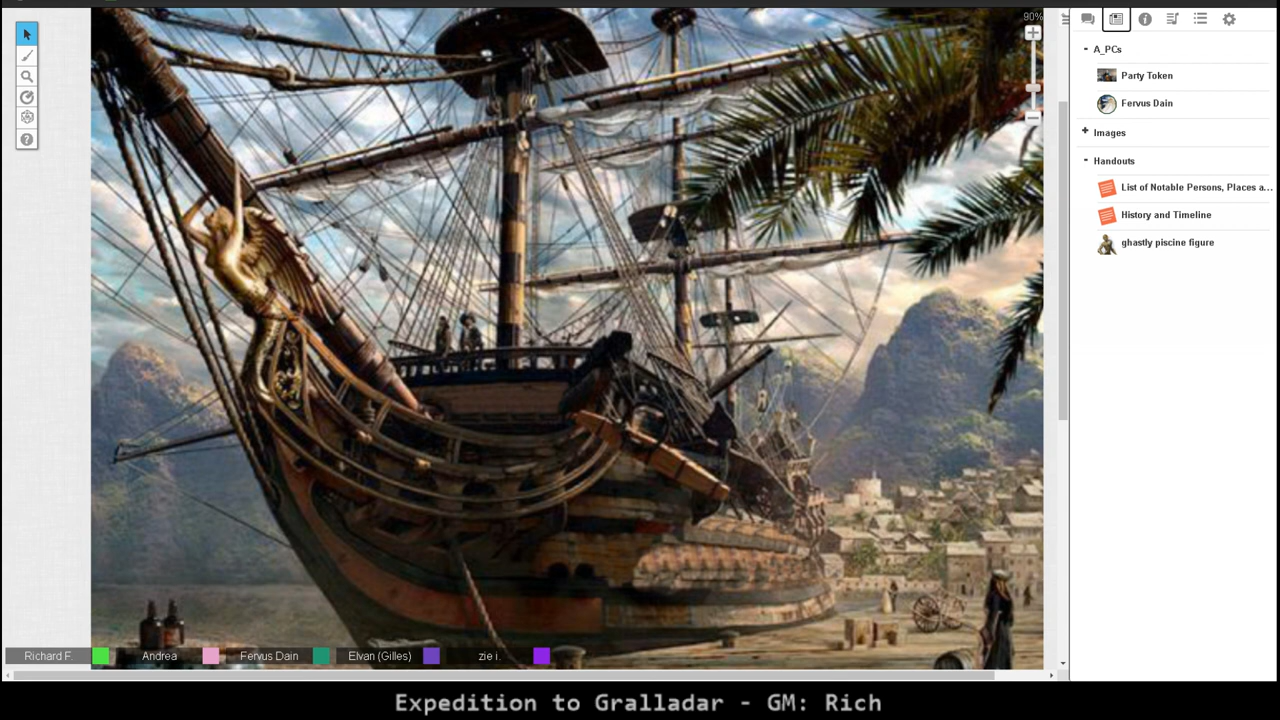 90%
A_PCs
Party Token
Fervus Dain
Images
Handouts
List of Notable Persons, Places a...
History and Timeline
ghastly piscine figure
Richard F.
Andrea
Fervus Dain
Elvan (Gilles)
zie i.
Expedition to Gralladar - GM: Rich